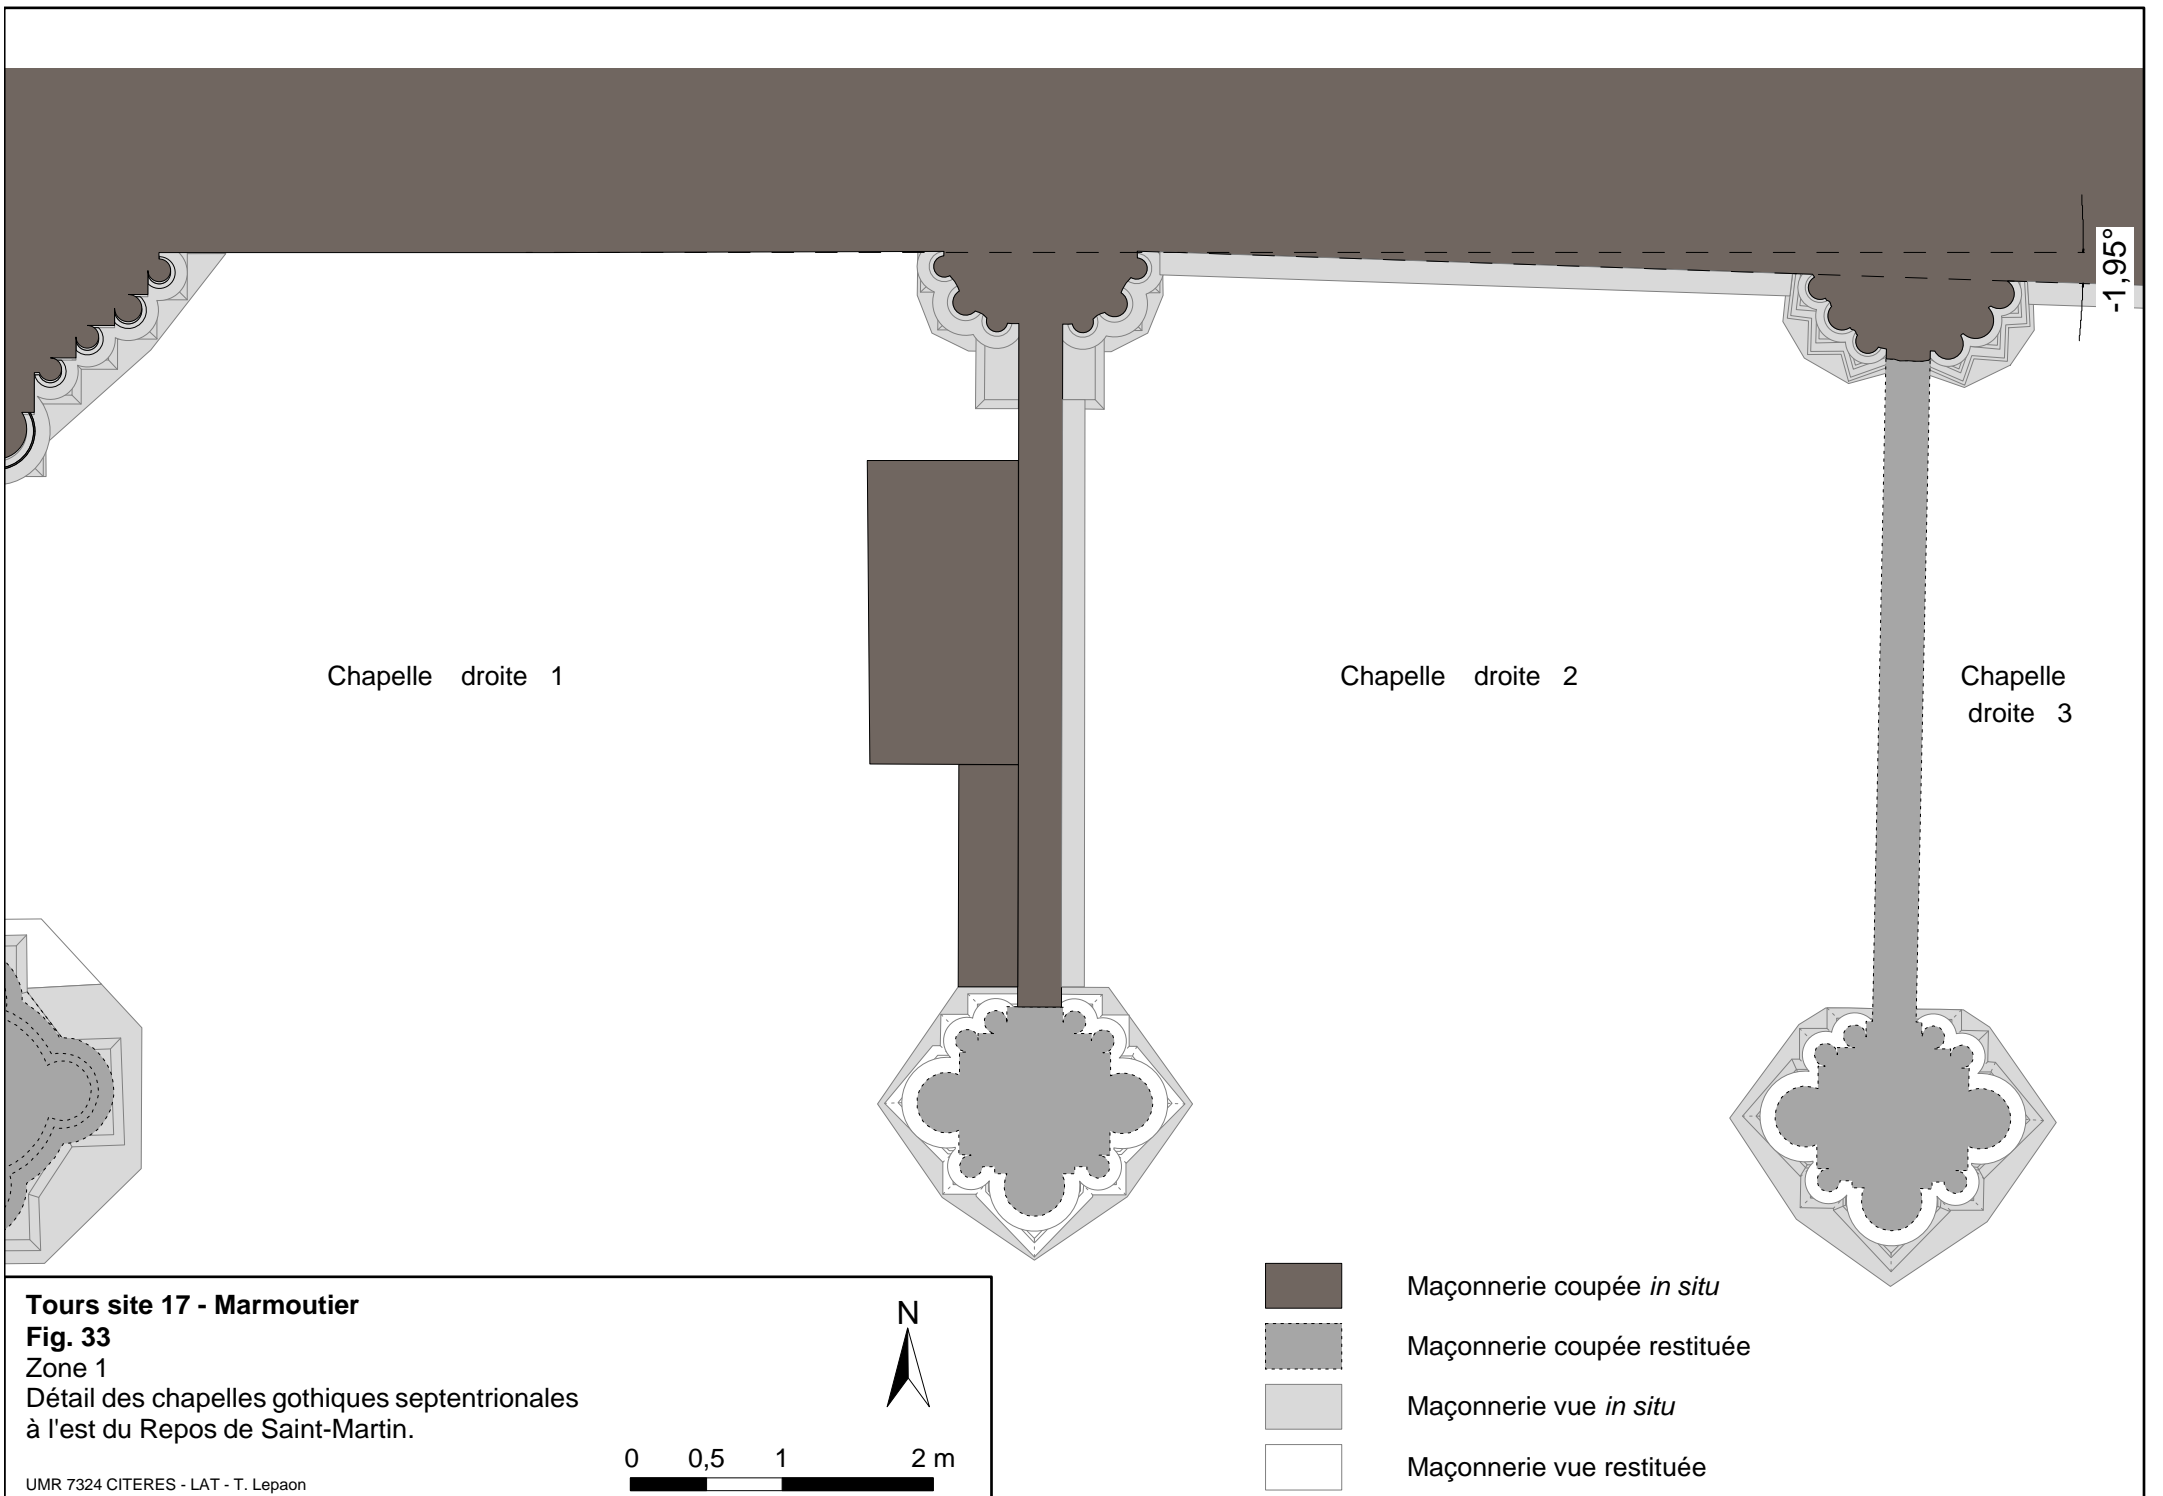 -1,95°
Chapelle droite 1
Chapelle droite 2
Chapelle
droite 3
Tours site 17 - Marmoutier
Fig. 33
Zone 1
Détail des chapelles gothiques septentrionales
à l'est du Repos de Saint-Martin.
UMR 7324 CITERES - LAT - T. Lepaon
N
0 0,5 1 2 m
Maçonnerie coupée in situ
Maçonnerie coupée restituée
Maçonnerie vue in situ
Maçonnerie vue restituée